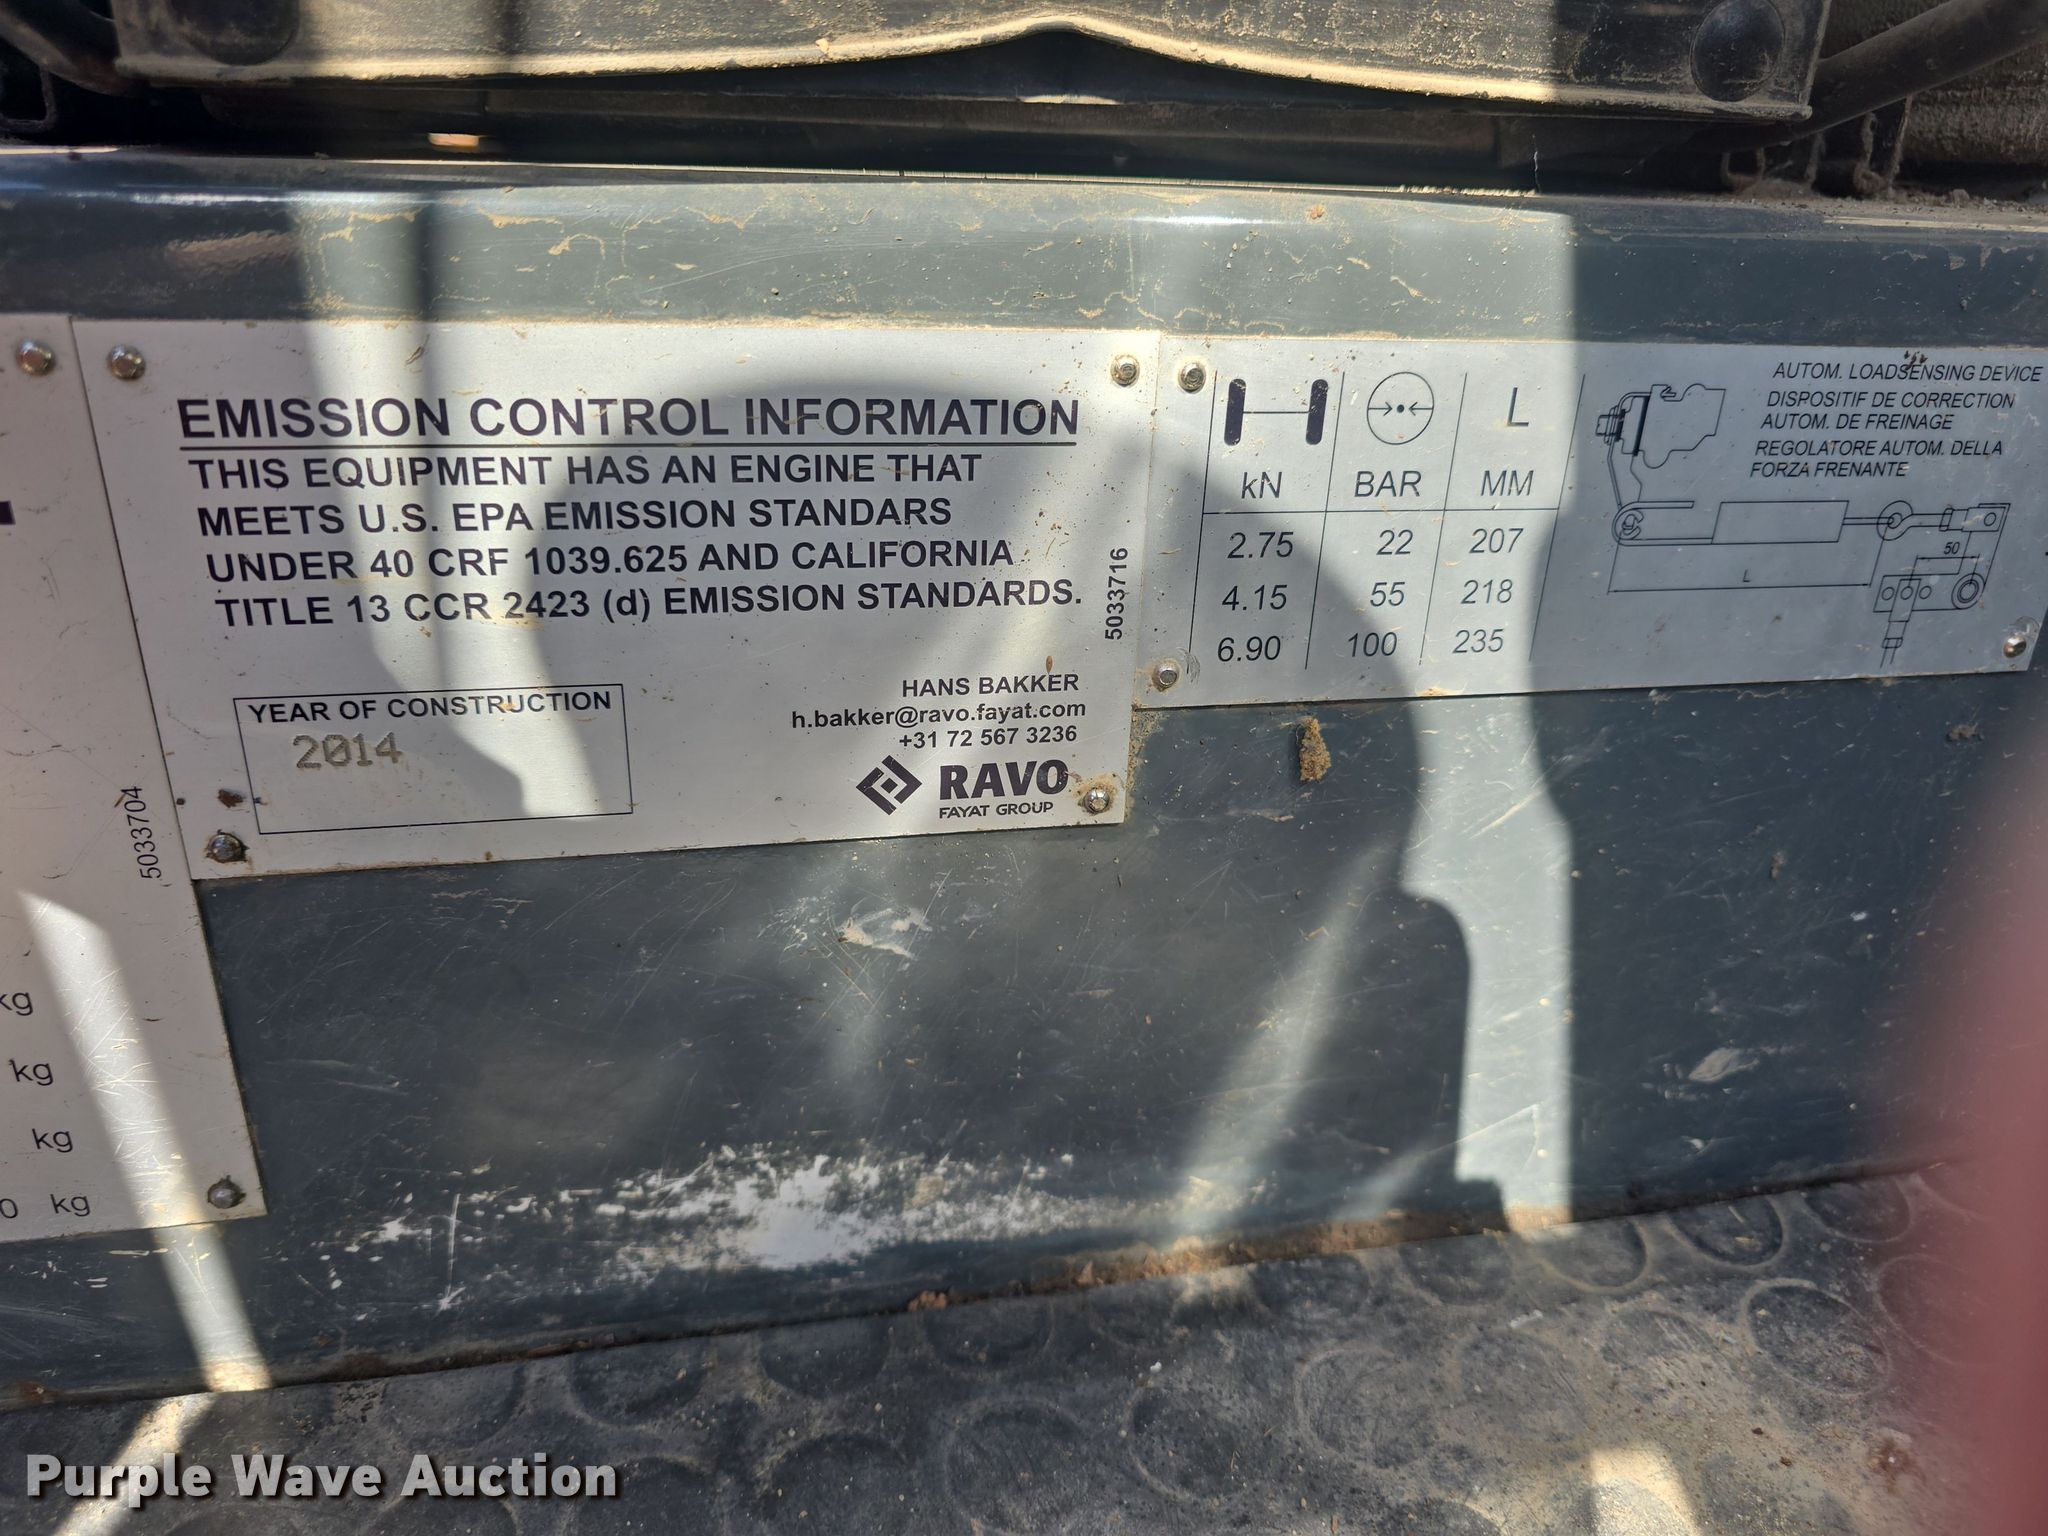 EMISSION CONTROL INFORMATION
THIS EQUIPMENT HAS AN ENGINE THAT
MEETS U.S. EPA EMISSION STANDARS
UNDER 40 CRF 1039.625 AND CALIFORNIA
TITLE 13 CCR 2423 (d) EMISSION STANDARDS.
5033716
YEAR OF CONSTRUCTION
2014
HANS BAKKER
h.bakker@ravo.fayat.com
+31 72 567 3236
RAVO
FAYAT GROUP
5033704
kg
kg
kg
0 kg
L
kN BAR MM
2.75 22 207
4.15 55 218
6.90 100 235
AUTOM. LOADSENSING DEVICE
DISPOSITIF DE CORRECTION
AUTOM. DE FREINAGE
REGOLATORE AUTOM. DELLA
FORZA FRENANTE
50
L
Purple Wave Auction